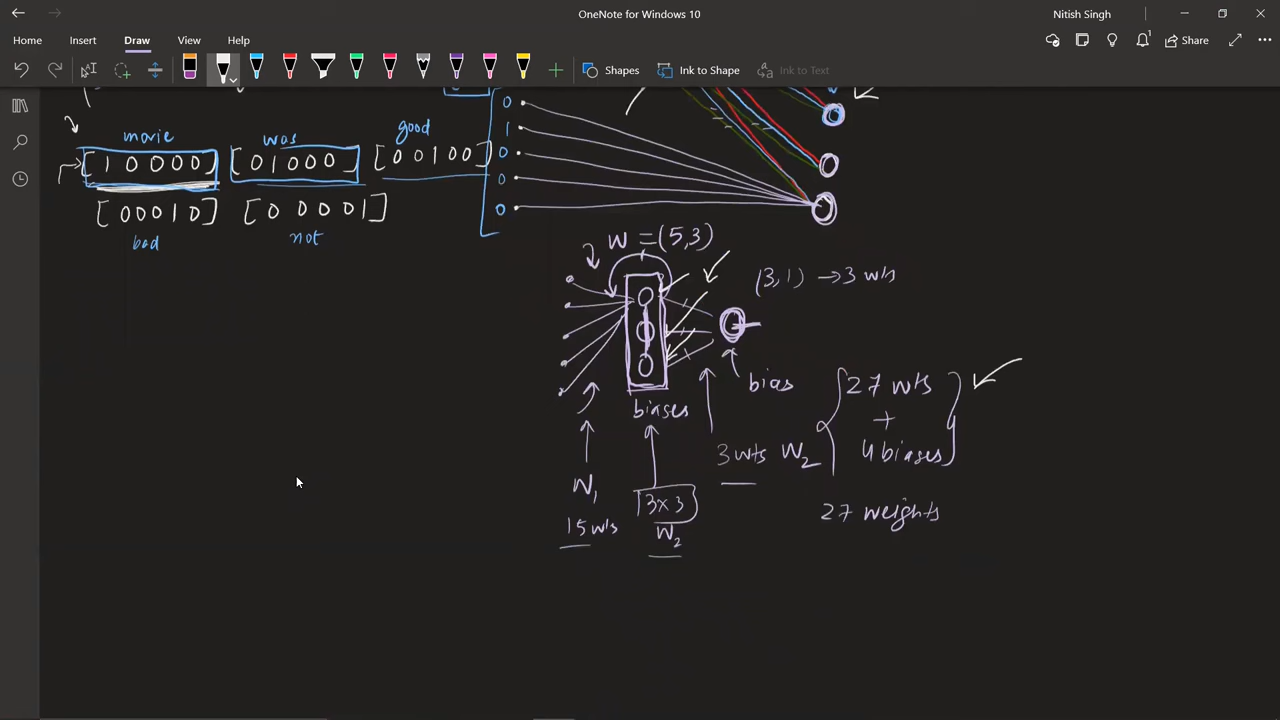 OneNote for Windows 10
Nitish Singh
Home Insert Draw View Help
Share
Shapes Ink to Shape Ink to Text
movie was good
[1 0 0 0 0] [0 1 0 0 0] [0 0 1 0 0]
[0 0 0 1 0] [0 0 0 0 1]
bad not
0
1
0
0
0
W = (5,3)
(3,1) → 3 wts
bias
biases
27 wts
+
4 biases
3 wts W2
W1
15 wts
3x3
W2
27 weights